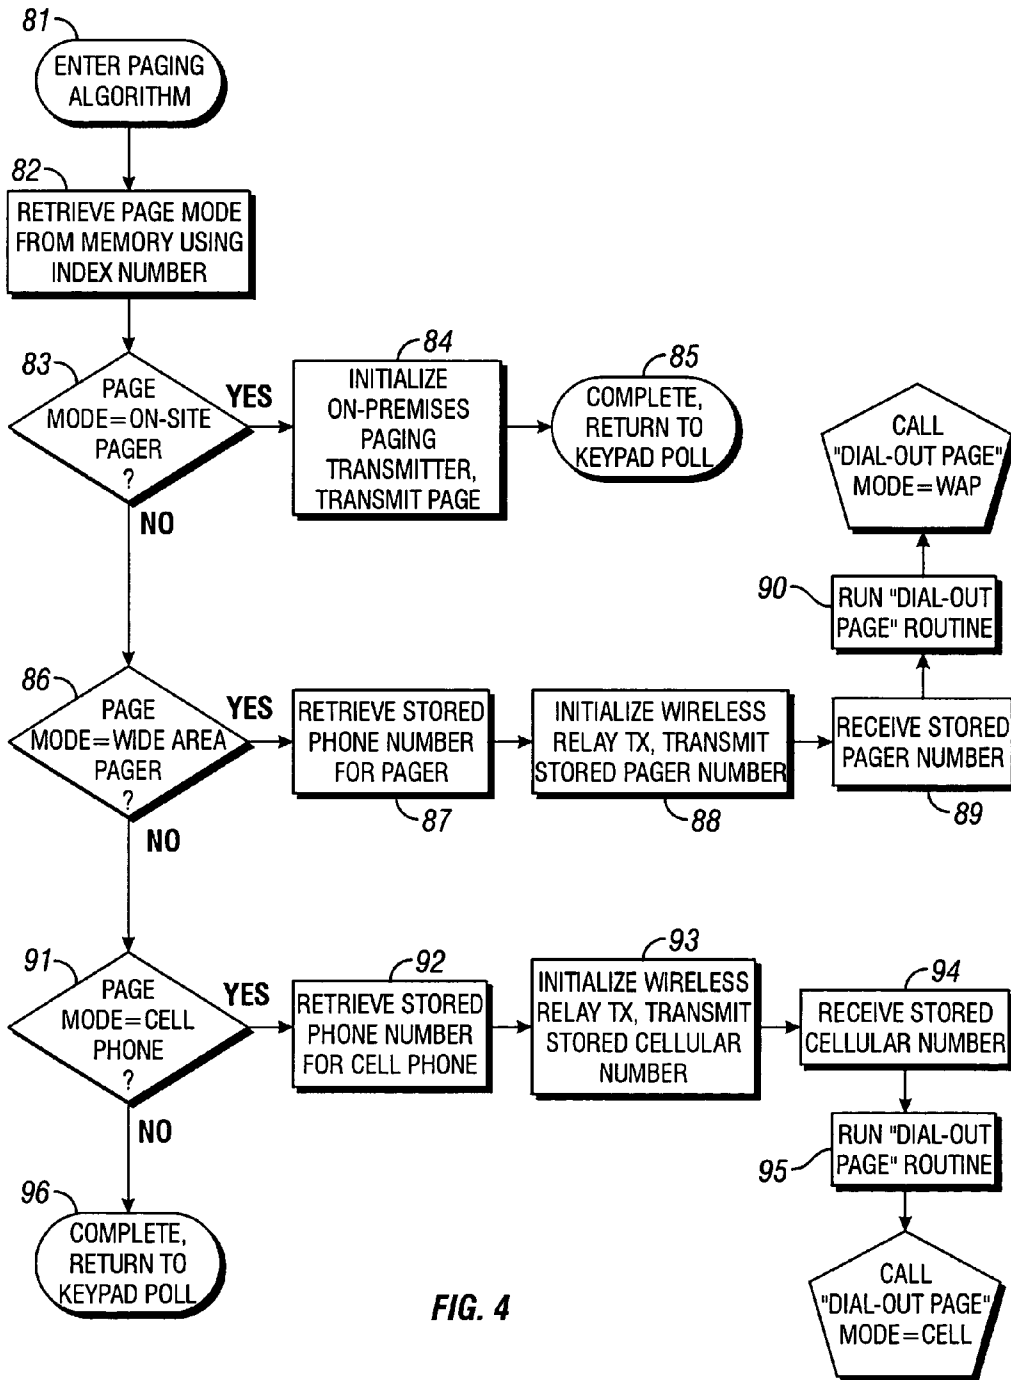 81
ENTER PAGING
ALGORITHM
82
RETRIEVE PAGE MODE
FROM MEMORY USING
INDEX NUMBER
83
PAGE
MODE=ON-SITE
PAGER
?
YES
NO
84
INITIALIZE
ON-PREMISES
PAGING
TRANSMITTER,
TRANSMIT PAGE
85
COMPLETE,
RETURN TO
KEYPAD POLL
86
PAGE
MODE=WIDE AREA
PAGER
?
YES
NO
RETRIEVE STORED
PHONE NUMBER
FOR PAGER
87
INITIALIZE WIRELESS
RELAY TX, TRANSMIT
STORED PAGER NUMBER
88
RECEIVE STORED
PAGER NUMBER
89
90
RUN "DIAL-OUT
PAGE" ROUTINE
CALL
"DIAL-OUT PAGE"
MODE=WAP
91
PAGE
MODE=CELL
PHONE
?
YES
NO
92
RETRIEVE STORED
PHONE NUMBER
FOR CELL PHONE
93
INITIALIZE WIRELESS
RELAY TX, TRANSMIT
STORED CELLULAR
NUMBER
94
RECEIVE STORED
CELLULAR NUMBER
95
RUN "DIAL-OUT
PAGE" ROUTINE
CALL
"DIAL-OUT PAGE"
MODE=CELL
96
COMPLETE,
RETURN TO
KEYPAD POLL
FIG. 4